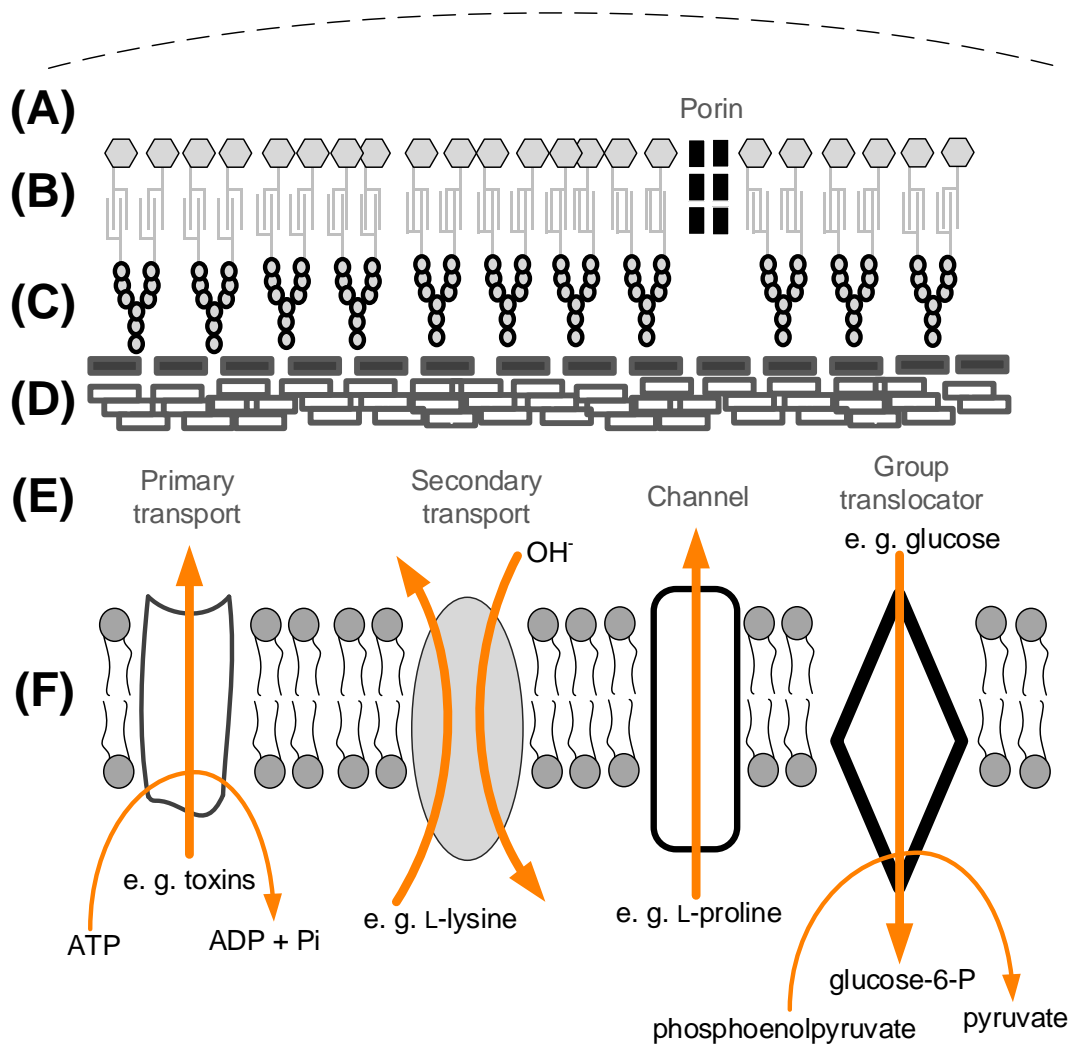 (A)
Porin
(B)
(C)
(D)
(E)
Primary
transport
Secondary
transport
Channel
Group
translocator
OH-
e. g. glucose
(F)
e. g. toxins
ATP
ADP + Pi
e. g. L-lysine
e. g. L-proline
glucose-6-P
phosphoenolpyruvate
pyruvate